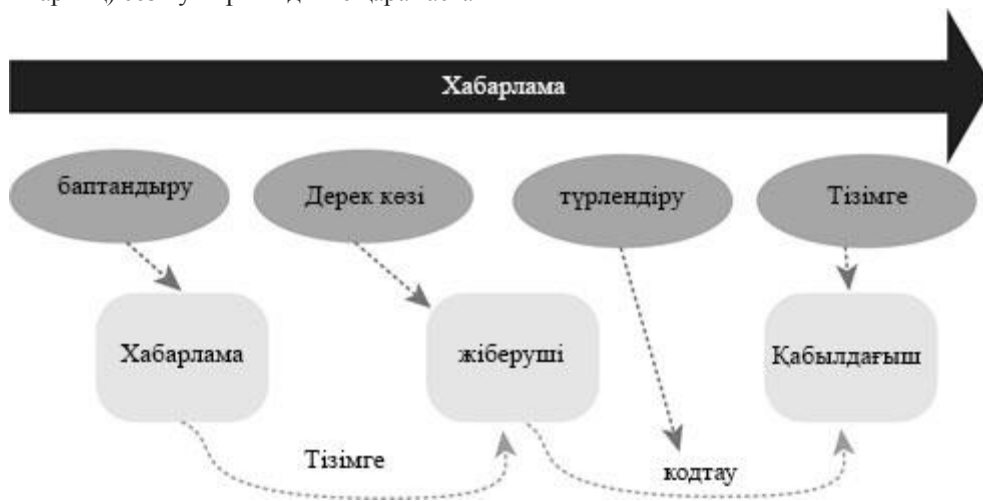 Хабарлама
баптандыру
Дерек көзі
түрлендіру
Тізімге
Хабарлама
жіберуші
Қабылдағыш
Тізімге
кодтау